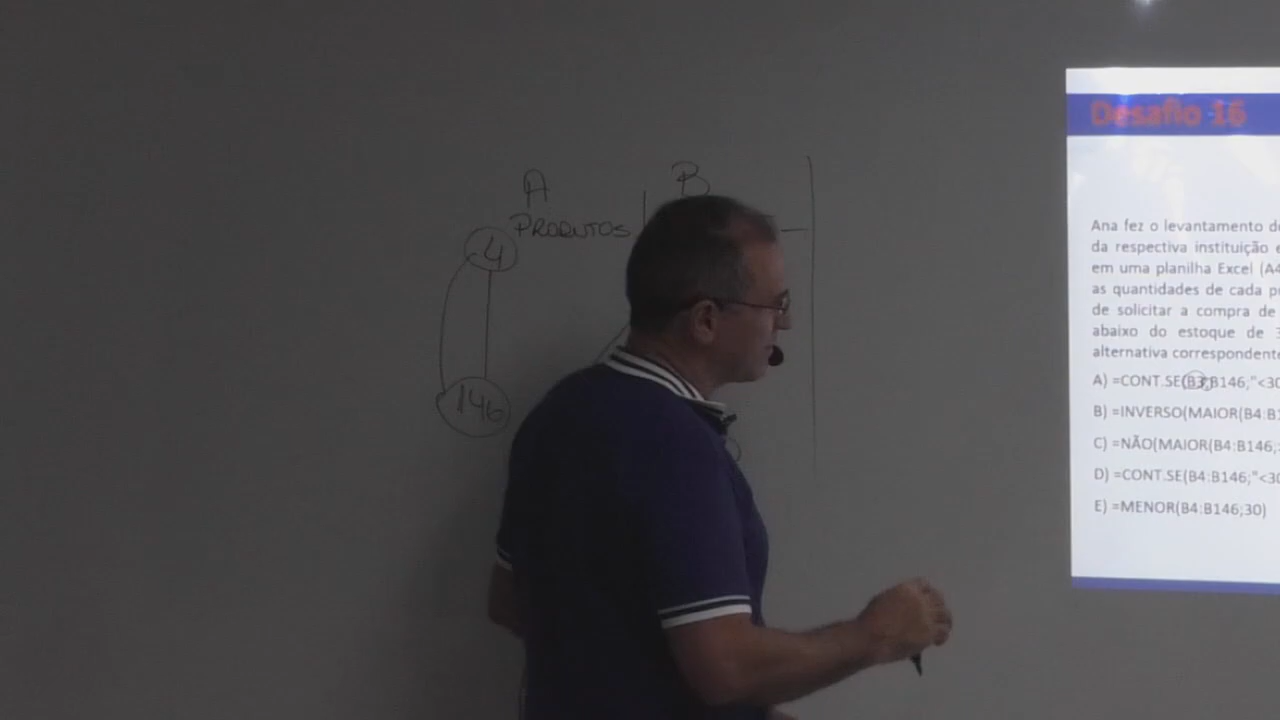 A B
PRODUTOS
4
146
Desafio 16
Ana fez o levantamento
da respectiva instituição
em uma planilha Excel (A4
as quantidades de cada
de solicitar a compra de
abaixo do estoque de
alternativa correspondente
A) =CONT.SE(B3;B146;"<30
B) =INVERSO(MAIOR(B4:B1
C) =NÃO(MAIOR(B4:B146;
D) =CONT.SE(B4:B146;"<30
E) =MENOR(B4:B146;30)